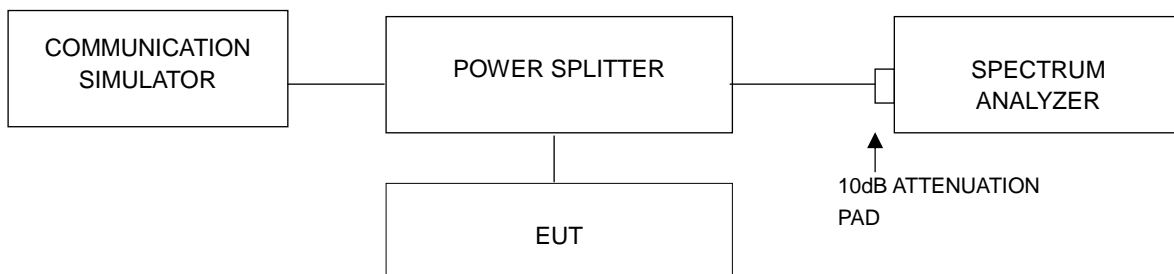 COMMUNICATION
SIMULATOR
POWER SPLITTER
SPECTRUM
ANALYZER
10dB ATTENUATION
PAD
EUT